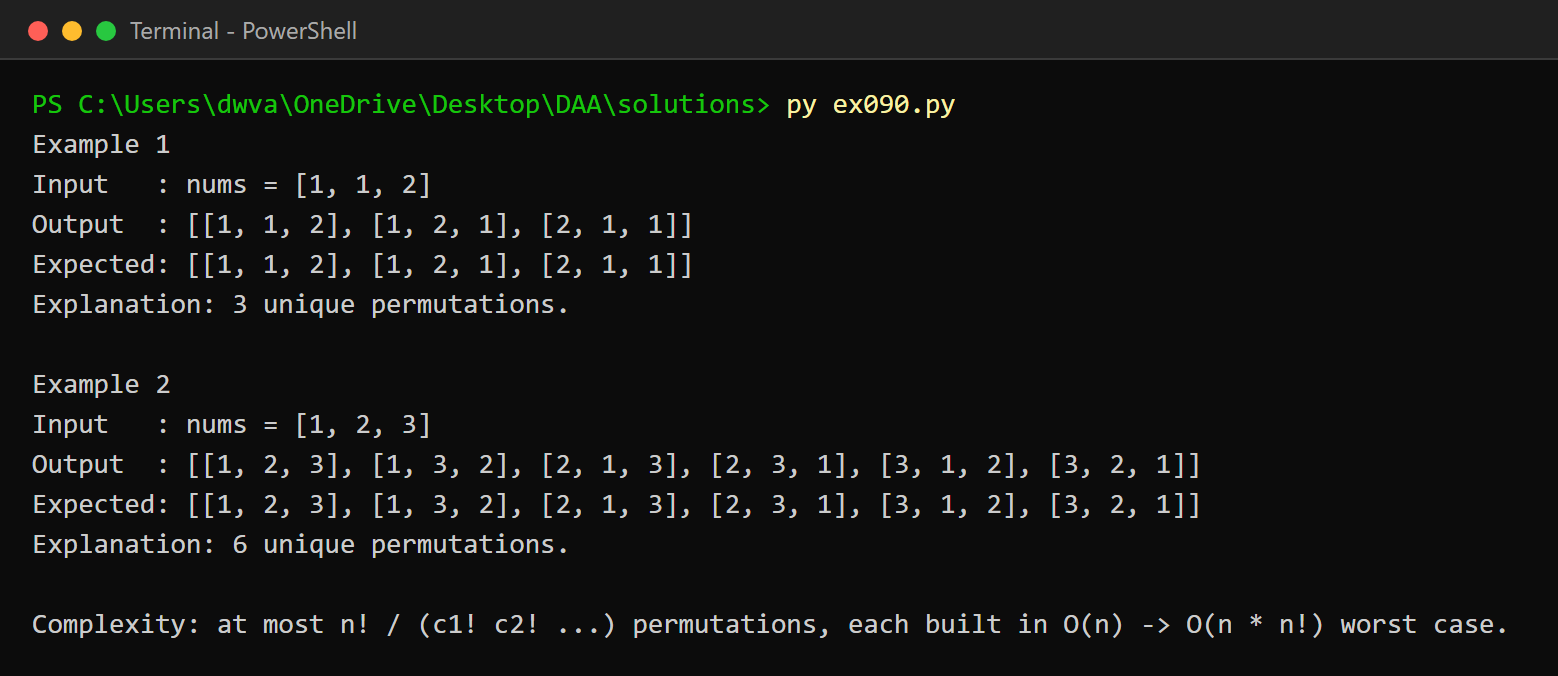 Terminal - PowerShell
PS C:\Users\dwva\OneDrive\Desktop\DAA\solutions> py ex090.py
Example 1
Input   : nums = [1, 1, 2]
Output  : [[1, 1, 2], [1, 2, 1], [2, 1, 1]]
Expected: [[1, 1, 2], [1, 2, 1], [2, 1, 1]]
Explanation: 3 unique permutations.

Example 2
Input   : nums = [1, 2, 3]
Output  : [[1, 2, 3], [1, 3, 2], [2, 1, 3], [2, 3, 1], [3, 1, 2], [3, 2, 1]]
Expected: [[1, 2, 3], [1, 3, 2], [2, 1, 3], [2, 3, 1], [3, 1, 2], [3, 2, 1]]
Explanation: 6 unique permutations.

Complexity: at most n! / (c1! c2! ...) permutations, each built in O(n) -> O(n * n!) worst case.